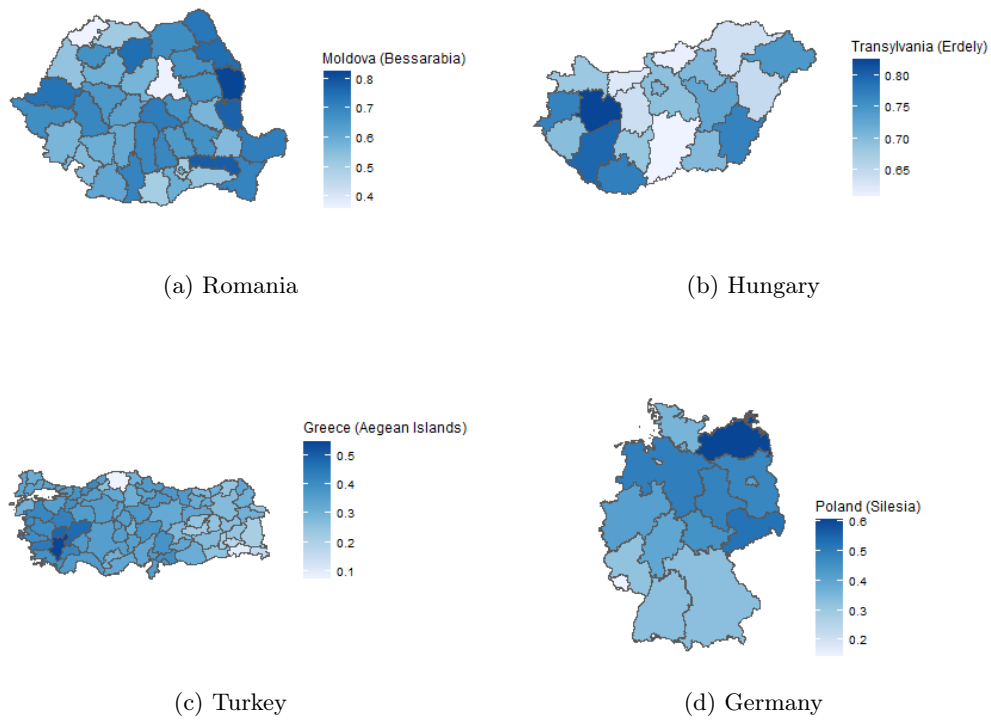 Moldova (Bessarabia)
0.8
0.7
0.6
0.5
0.4
(a) Romania
Transylvania (Erdely)
0.80
0.75
0.70
0.65
(b) Hungary
Greece (Aegean Islands)
0.5
0.4
0.3
0.2
0.1
(c) Turkey
Poland (Silesia)
0.6
0.5
0.4
0.3
0.2
(d) Germany